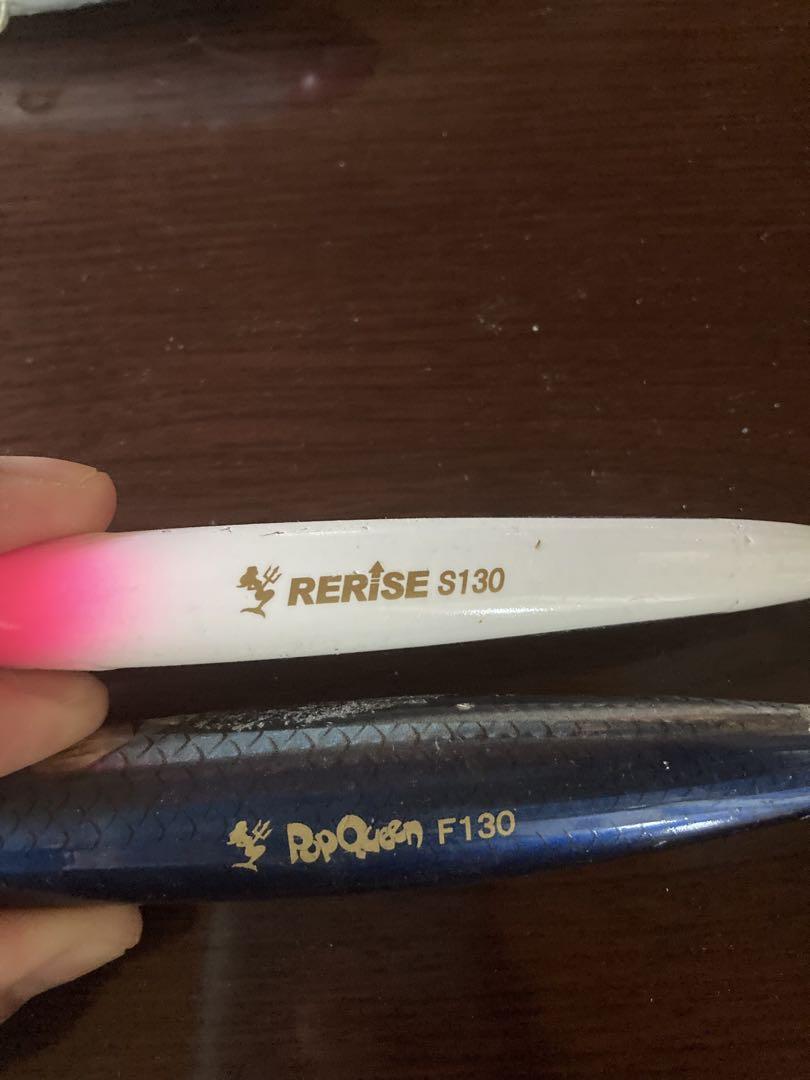 RERISE S130
PopQueen F130